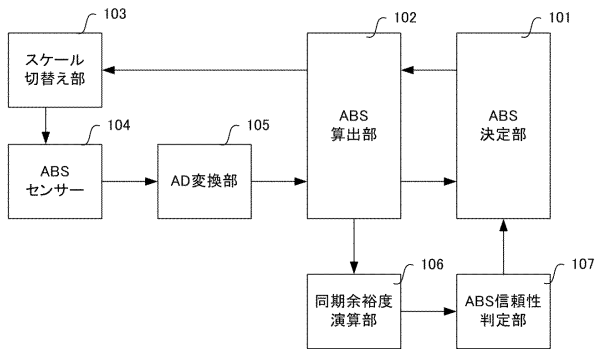 103
スケール
切替え部
104
ABS
センサー
105
AD変換部
102
ABS
算出部
101
ABS
決定部
106
同期余裕度
演算部
107
ABS信頼性
判定部